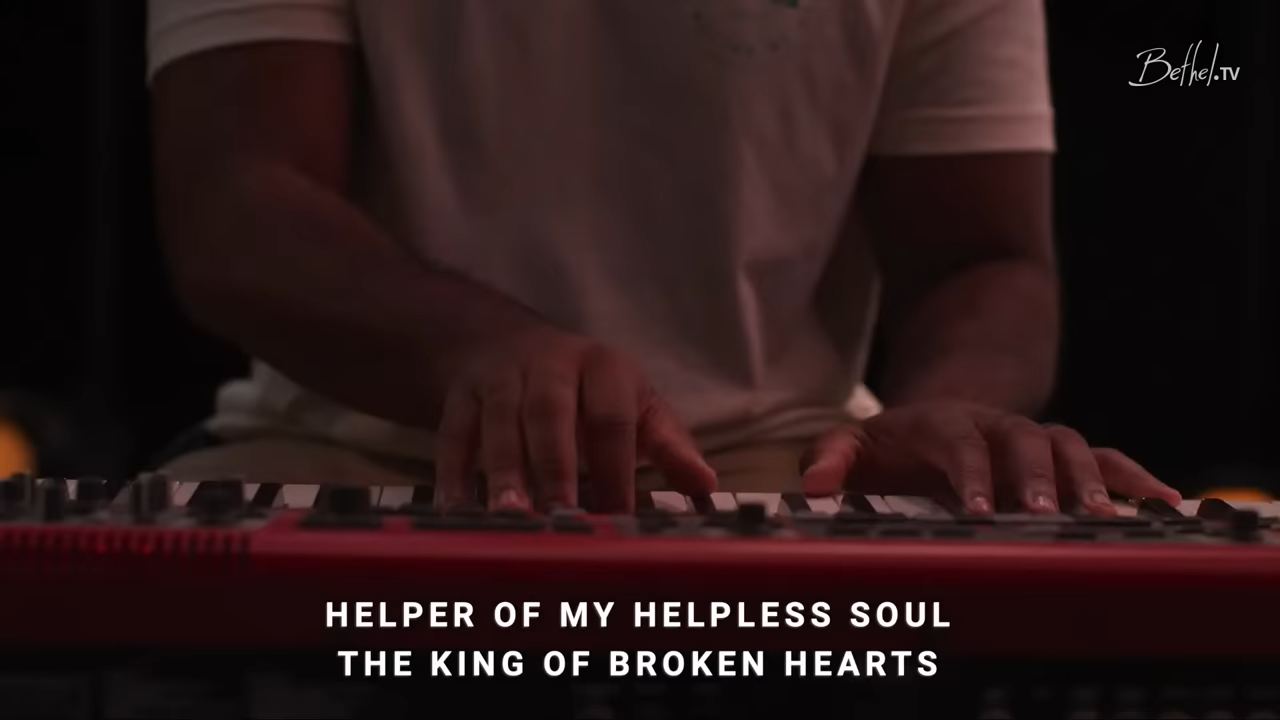 Bethel.TV
HELPER OF MY HELPLESS SOUL
THE KING OF BROKEN HEARTS